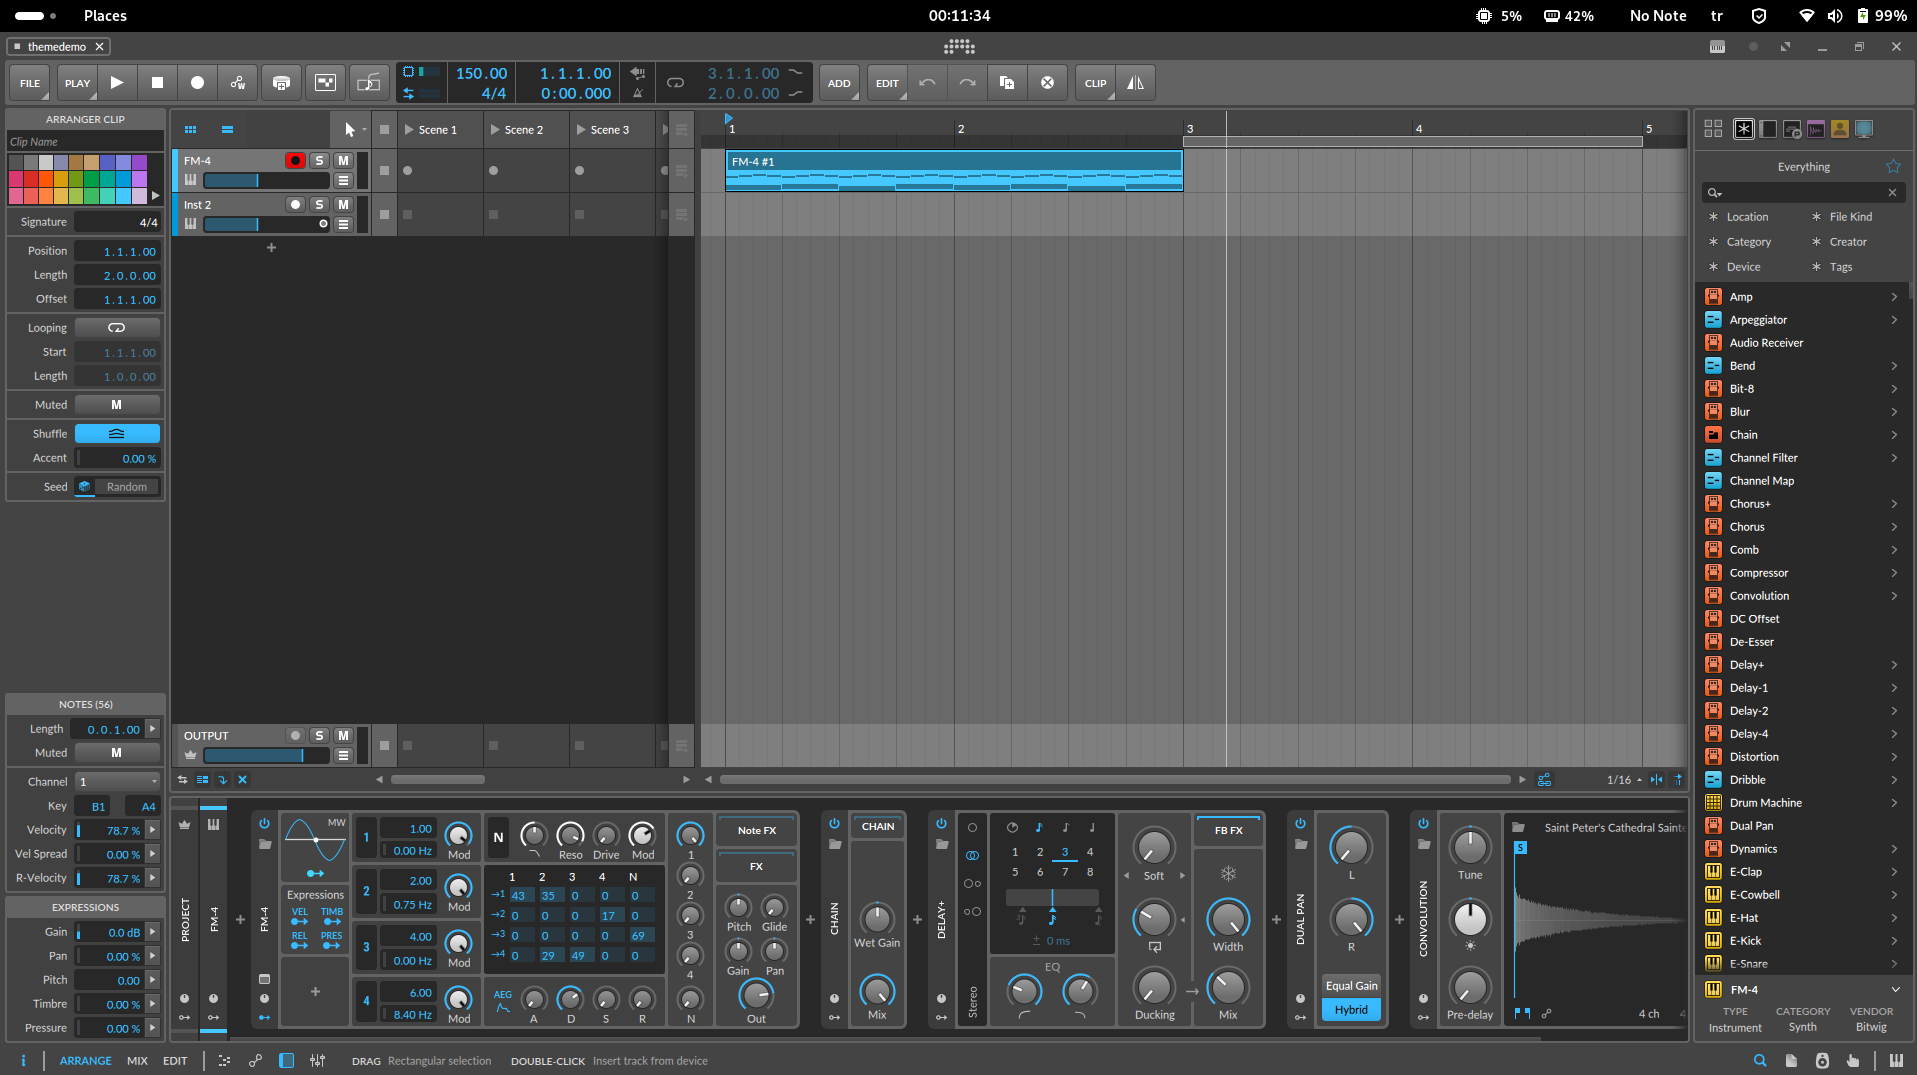 Places
00:11:34
5%
42%
No Note
tr
99%
themedemo
FILE
PLAY
150.00
4/4
1.1.1.00
0:00.000
3.1.1.00
2.0.0.00
ADD
EDIT
CLIP
ARRANGER CLIP
Clip Name
Signature 4/4
Position 1.1.1.00
Length 2.0.0.00
Offset 1.1.1.00
Looping
Start 1.1.1.00
Length 1.0.0.00
Muted M
Shuffle
Accent 0.00 %
Seed Random
NOTES (56)
Length 0.0.1.00
Muted M
Channel 1
Key B1 A4
Velocity 78.7 %
Vel Spread 0.00 %
R-Velocity 78.7 %
EXPRESSIONS
Gain 0.0 dB
Pan 0.00 %
Pitch 0.00
Timbre 0.00 %
Pressure 0.00 %
Scene 1
Scene 2
Scene 3
FM-4
S
M
Inst 2
S
M
OUTPUT
S
M
1
2
3
4
5
FM-4 #1
1/16
PROJECT
FM-4
FM-4
MW
Expressions
VEL TIMB
REL PRES
1 1.00
0.00 Hz
Mod
2 2.00
0.75 Hz
Mod
3 4.00
0.00 Hz
Mod
4 6.00
8.40 Hz
Mod
N
Reso Drive Mod
1 2 3 4 N
→1 43 35 0 0 0
→2 0 0 0 17 0
→3 0 0 0 0 69
→4 0 29 49 0 0
AEG
A D S R
1
2
3
4
N
Note FX
FX
Pitch Glide
Gain Pan
Out
CHAIN
CHAIN
Wet Gain
Mix
DELAY+
Stereo
1 2 3 4
5 6 7 8
± 0 ms
EQ
Soft
Ducking
FB FX
Width
Mix
DUAL PAN
L
R
Equal Gain
Hybrid
CONVOLUTION
Tune
Pre-delay
Saint Peter's Cathedral Sainte
S
4 ch
Everything
Location
File Kind
Category
Creator
Device
Tags
Amp
Arpeggiator
Audio Receiver
Bend
Bit-8
Blur
Chain
Channel Filter
Channel Map
Chorus+
Chorus
Comb
Compressor
Convolution
DC Offset
De-Esser
Delay+
Delay-1
Delay-2
Delay-4
Distortion
Dribble
Drum Machine
Dual Pan
Dynamics
E-Clap
E-Cowbell
E-Hat
E-Kick
E-Snare
FM-4
TYPE CATEGORY VENDOR
Instrument Synth Bitwig
ARRANGE MIX EDIT
DRAG Rectangular selection DOUBLE-CLICK Insert track from device